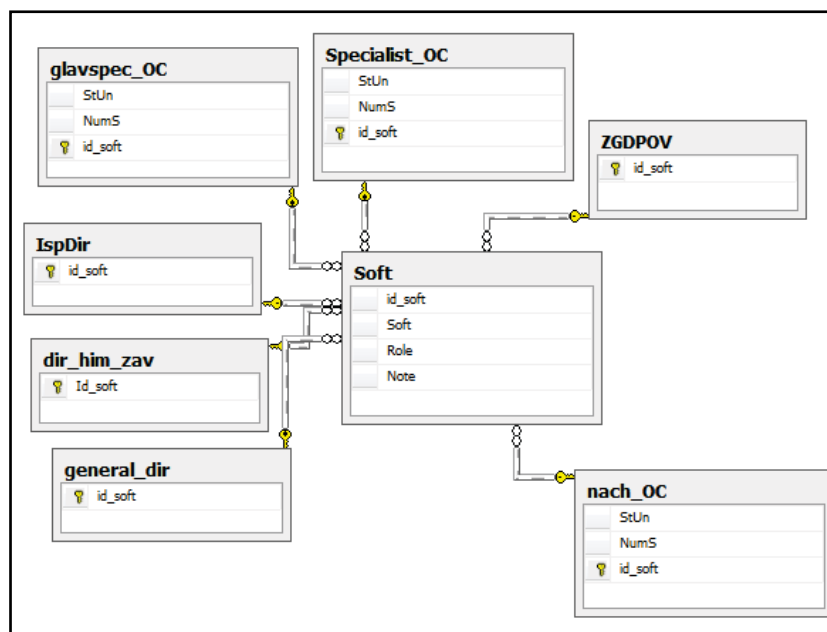 glavspec_OC
StUn
NumS
id_soft
Specialist_OC
StUn
NumS
id_soft
ZGDPOV
id_soft
IspDir
id_soft
Soft
id_soft
Soft
Role
Note
dir_him_zav
Id_soft
general_dir
id_soft
nach_OC
StUn
NumS
id_soft